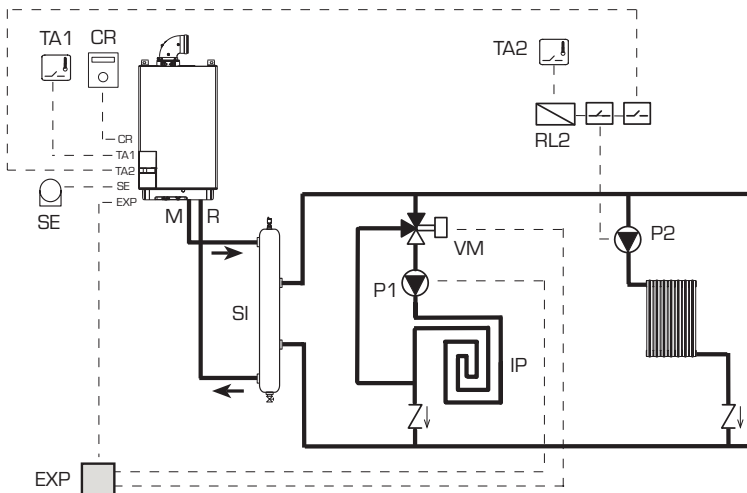 TA1 CR
TA2
RL2
CR
TA1
TA2
SE
EXP
SE
M R
VM
P2
P1
SI
IP
EXP